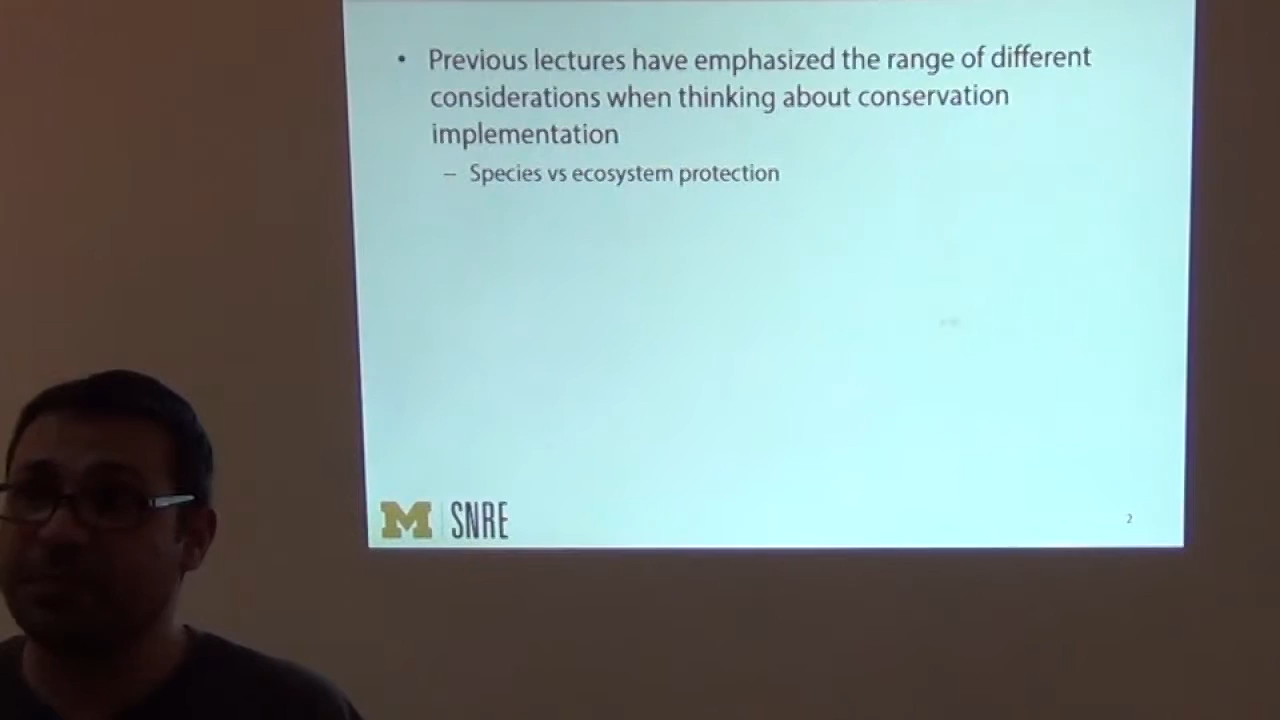 • Previous lectures have emphasized the range of different
considerations when thinking about conservation
implementation
– Species vs ecosystem protection
M SNRE
2